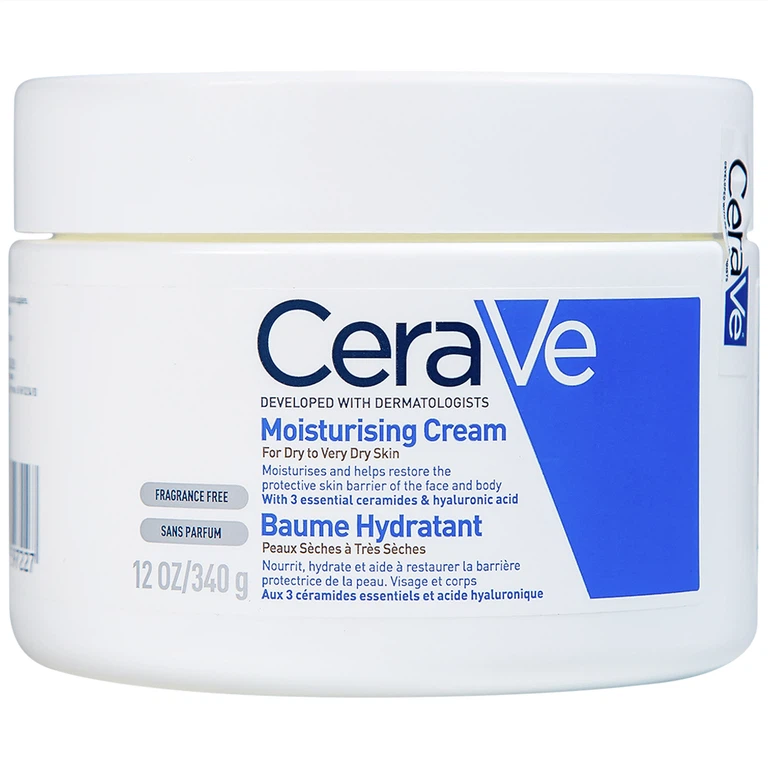 CeraVe
DEVELOPED WITH DERMATOLOGISTS
Moisturising Cream
For Dry to Very Dry Skin
Moisturises and helps restore the
protective skin barrier of the face and body
With 3 essential ceramides & hyaluronic acid
Baume Hydratant
Peaux Sèches à Très Sèches
Nourrit, hydrate et aide à restaurer la barrière
protectrice de la peau. Visage et corps
Aux 3 céramides essentiels et acide hyaluronique
FRAGRANCE FREE
SANS PARFUM
12 OZ/340 g
CeraVe